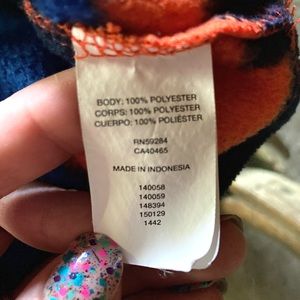 BODY: 100% POLYESTER
CORPS: 100% POLYESTER
CUERPO: 100% POLIÉSTER
RN59284
CA40465
MADE IN INDONESIA
140058
140059
148394
150129
1442